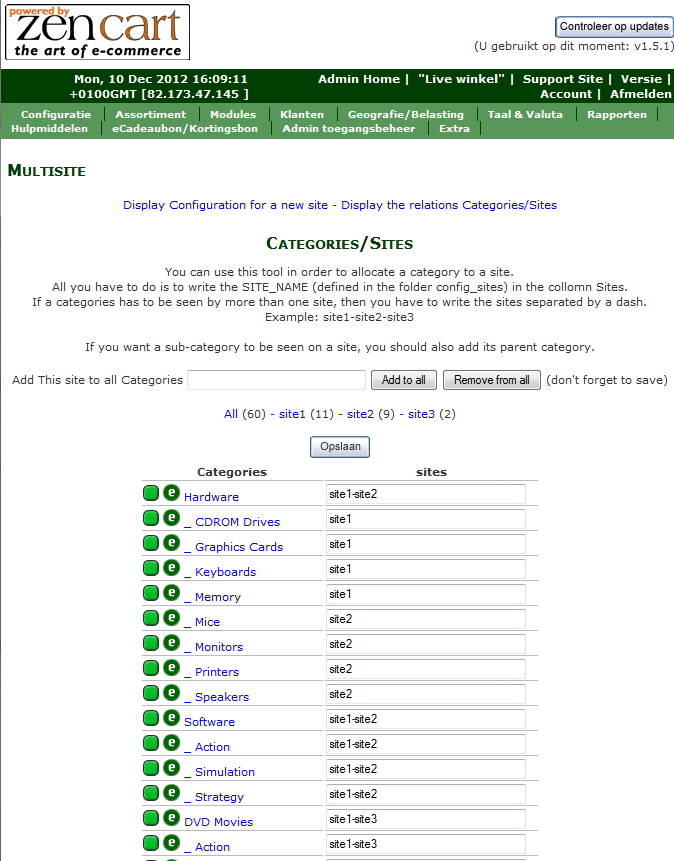 powered by
zencart
the art of e-commerce
Controleer op updates
(U gebruikt op dit moment: v1.5.1)
Mon, 10 Dec 2012 16:09:11
+0100GMT [82.173.47.145 ]
Admin Home | "Live winkel" | Support Site | Versie |
Account | Afmelden
Configuratie Assortiment Modules Klanten Geografie/Belasting Taal & Valuta Rapporten
Hulpmiddelen eCadeaubon/Kortingsbon Admin toegangsbeheer Extra
Multisite
Display Configuration for a new site - Display the relations Categories/Sites
Categories/Sites
You can use this tool in order to allocate a category to a site.
All you have to do is to write the SITE_NAME (defined in the folder config_sites) in the collomn Sites.
If a categories has to be seen by more than one site, then you have to write the sites separated by a dash.
Example: site1-site2-site3
If you want a sub-category to be seen on a site, you should also add its parent category.
Add This site to all Categories Add to all Remove from all (don't forget to save)
All (60) - site1 (11) - site2 (9) - site3 (2)
Opslaan
Categories sites
e Hardware site1-site2
e _ CDROM Drives site1
e _ Graphics Cards site1
e _ Keyboards site1
e _ Memory site1
e _ Mice site2
e _ Monitors site2
e _ Printers site2
e _ Speakers site2
e Software site1-site2
e _ Action site1-site2
e _ Simulation site1-site2
e _ Strategy site1-site2
e DVD Movies site1-site3
e _ Action site1-site3